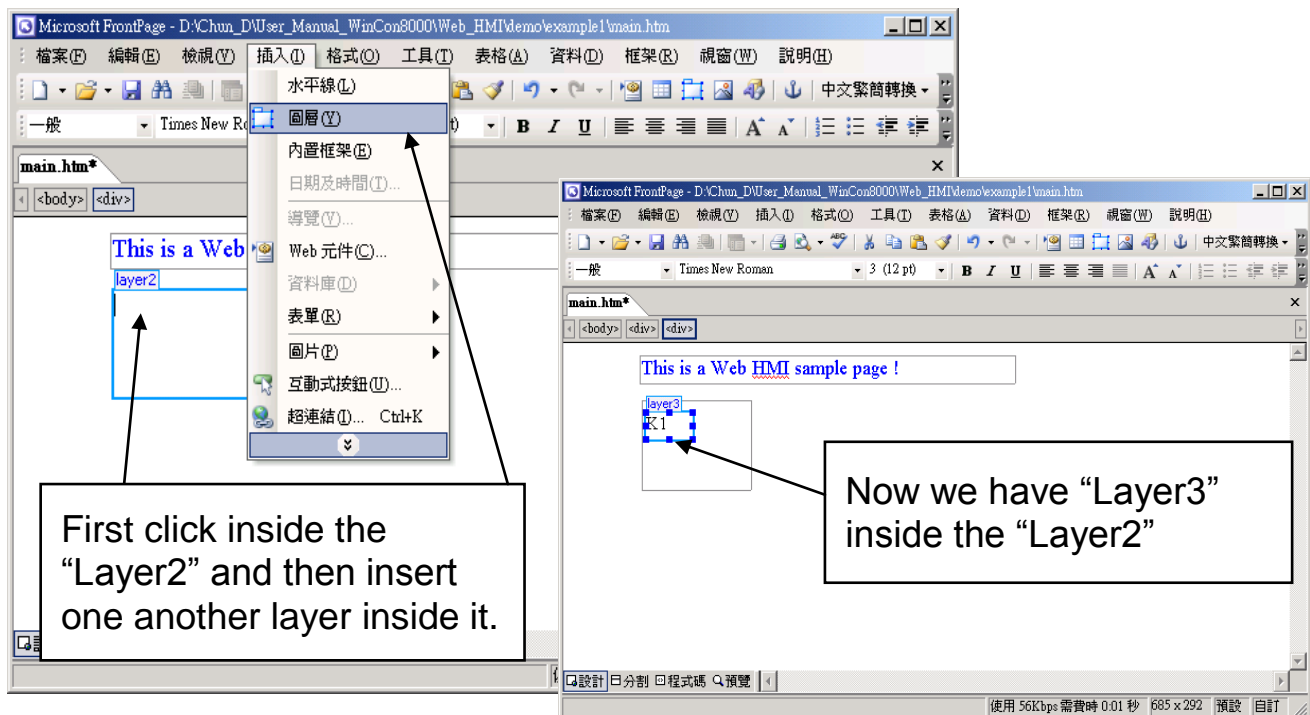 Microsoft FrontPage - D:\Chun_D\User_Manual_WinCon8000\Web_HMI\demo\example1\main.htm
檔案(F) 編輯(E) 檢視(V) 插入(I) 格式(O) 工具(T) 表格(A) 資料(D) 框架(R) 視窗(W) 說明(H)
中文繁簡轉換
一般 Times New Ro t) B I U A A
main.htm*
<body> <div>
This is a Web
layer2
水平線(L)
圖層(Y)
內置框架(E)
日期及時間(T)...
導覽(V)...
Web 元件(C)...
資料庫(D)
表單(R)
圖片(P)
互動式按鈕(U)...
超連結(I)... Ctrl+K
First click inside the
“Layer2” and then insert
one another layer inside it.
Microsoft FrontPage - D:\Chun_D\User_Manual_WinCon8000\Web_HMI\demo\example1\main.htm
檔案(F) 編輯(E) 檢視(V) 插入(I) 格式(O) 工具(T) 表格(A) 資料(D) 框架(R) 視窗(W) 說明(H)
中文繁簡轉換
一般 Times New Roman 3 (12 pt) B I U A A
main.htm*
<body> <div> <div>
This is a Web HMI sample page !
layer3
K1
Now we have “Layer3”
inside the “Layer2”
設計 分割 程式碼 預覽
使用 56Kbps 需費時 0:01 秒 685 x 292 預設 自訂